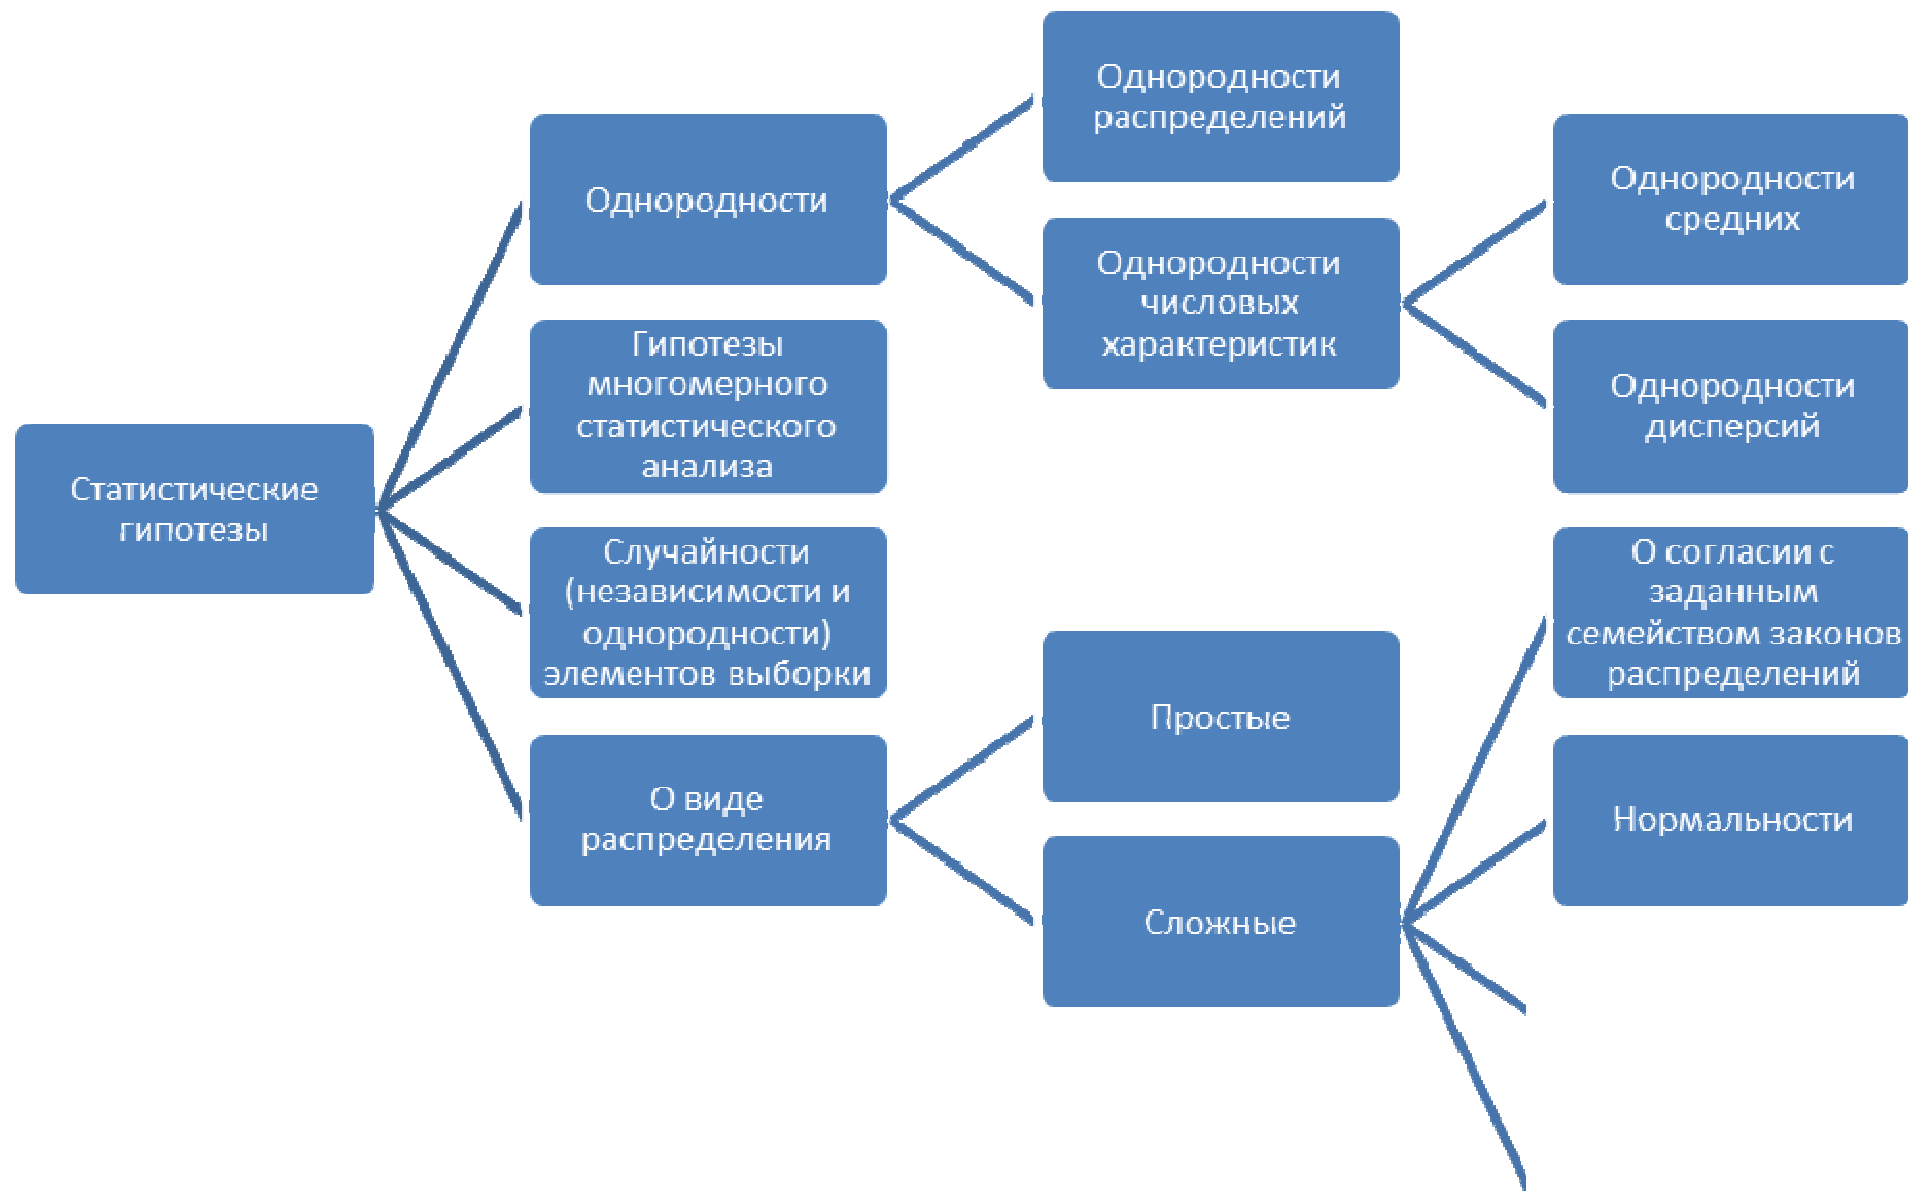 Статистические
гипотезы
Однородности
Гипотезы
многомерного
статистического
анализа
Случайности
(независимости и
однородности)
элементов выборки
О виде
распределения
Однородности
распределений
Однородности
числовых
характеристик
Простые
Сложные
Однородности
средних
Однородности
дисперсий
О согласии с
заданным
семейством законов
распределений
Нормальности